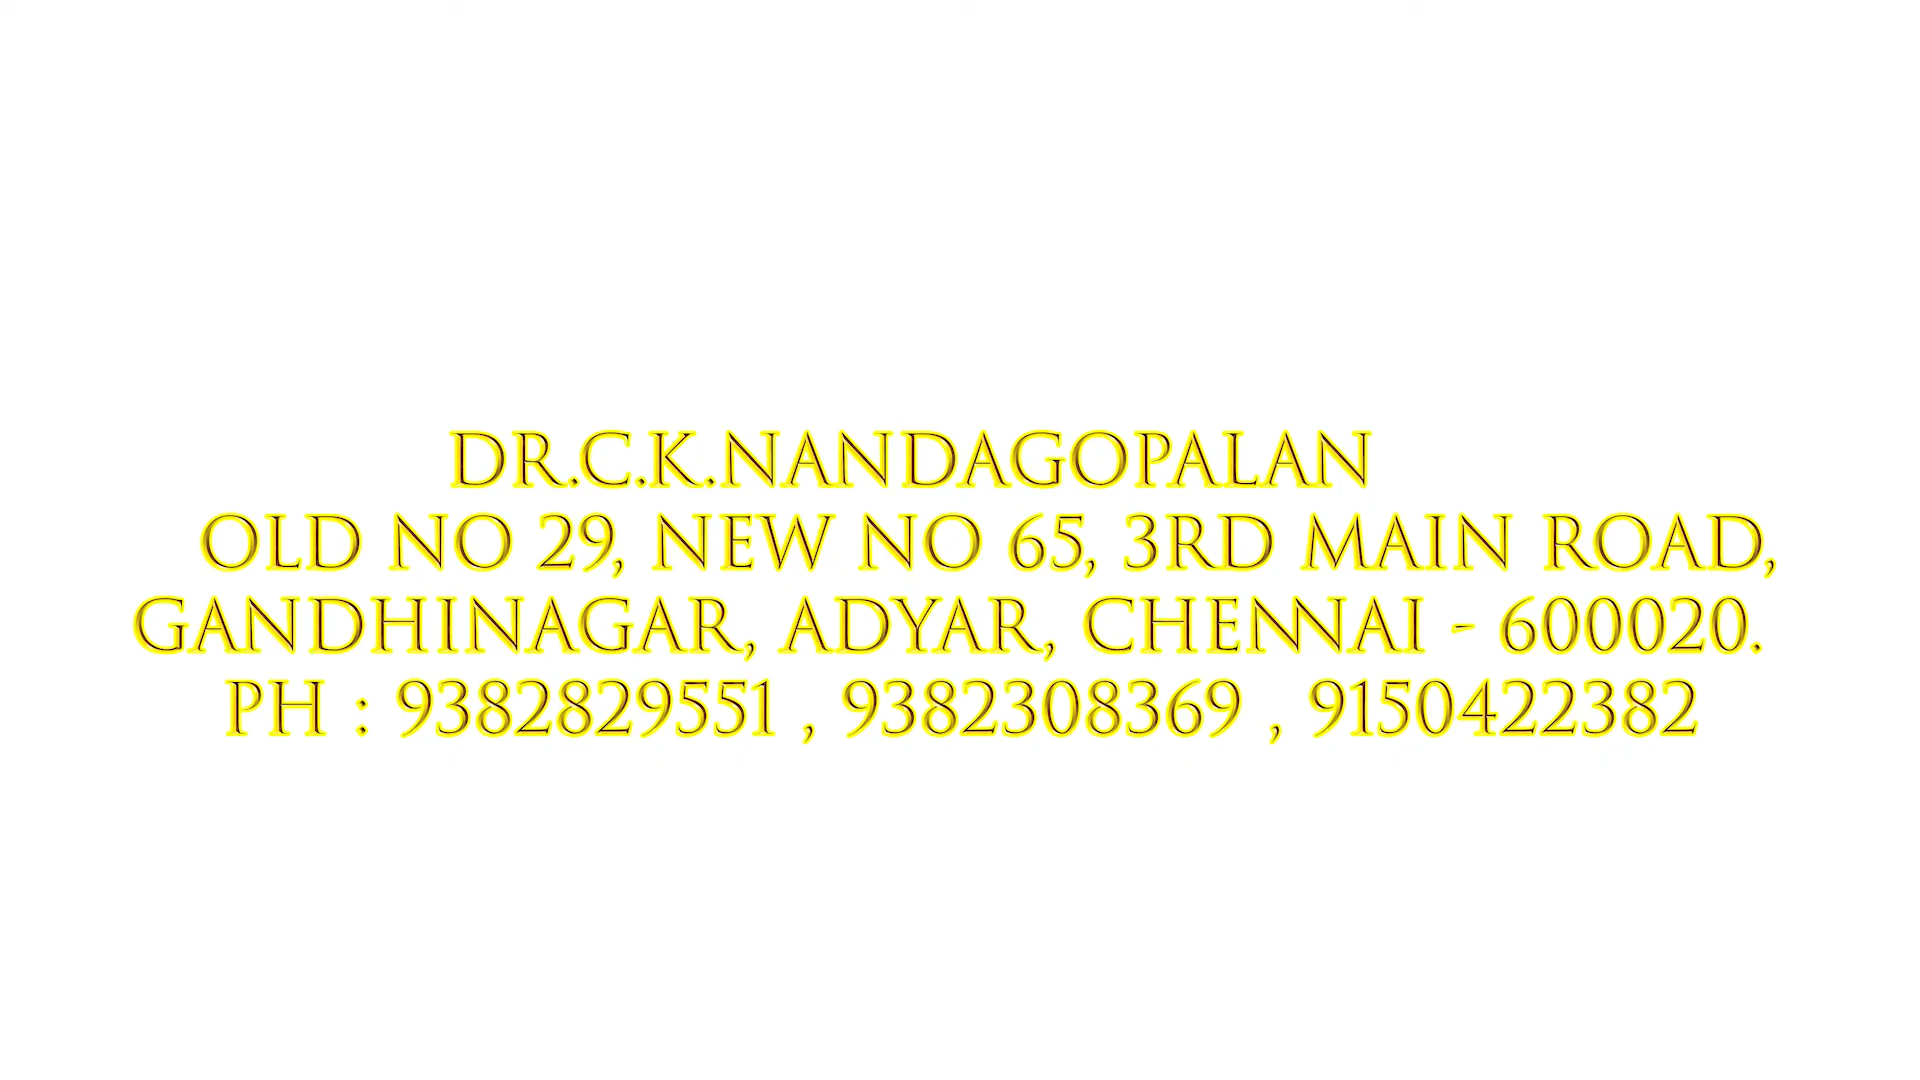 DR.C.K.NANDAGOPALAN
OLD NO 29, NEW NO 65, 3RD MAIN ROAD,
GANDHINAGAR, ADYAR, CHENNAI - 600020.
PH : 9382829551 , 9382308369 , 9150422382